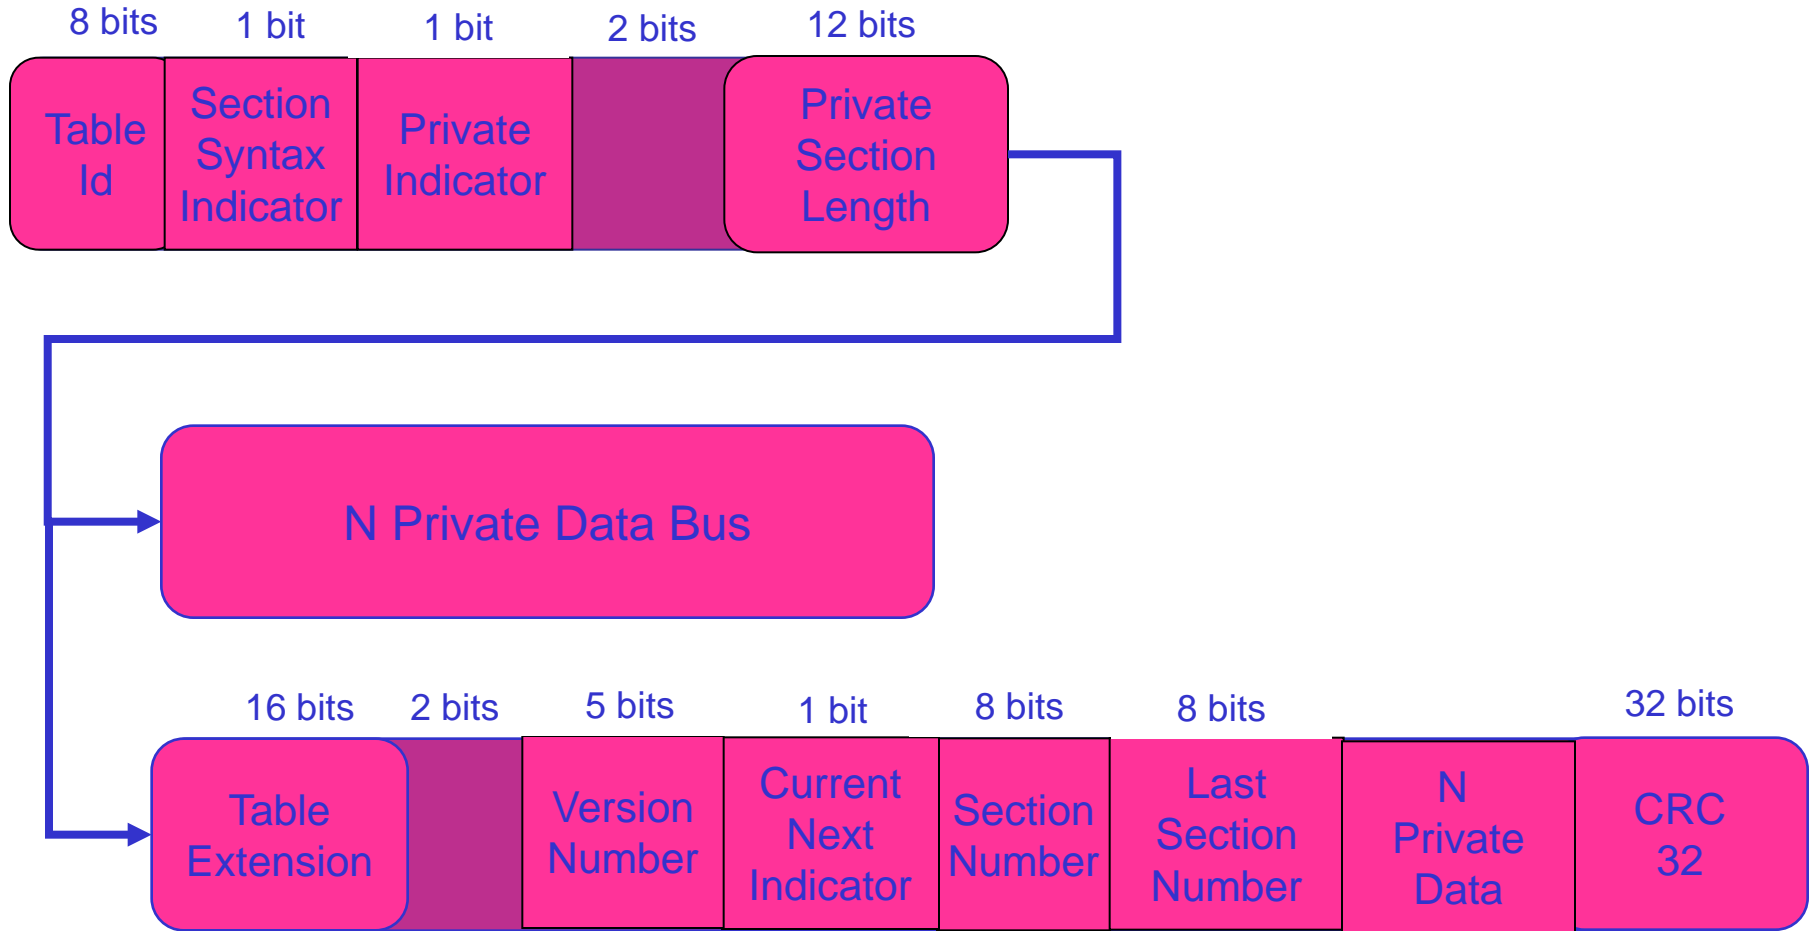 8 bits
1 bit
1 bit
2 bits
12 bits
Table
Id
Section
Syntax
Indicator
Private
Indicator
Private
Section
Length
N Private Data Bus
16 bits
2 bits
5 bits
1 bit
8 bits
8 bits
32 bits
Table
Extension
Version
Number
Current
Next
Indicator
Section
Number
Last
Section
Number
N
Private
Data
CRC
32